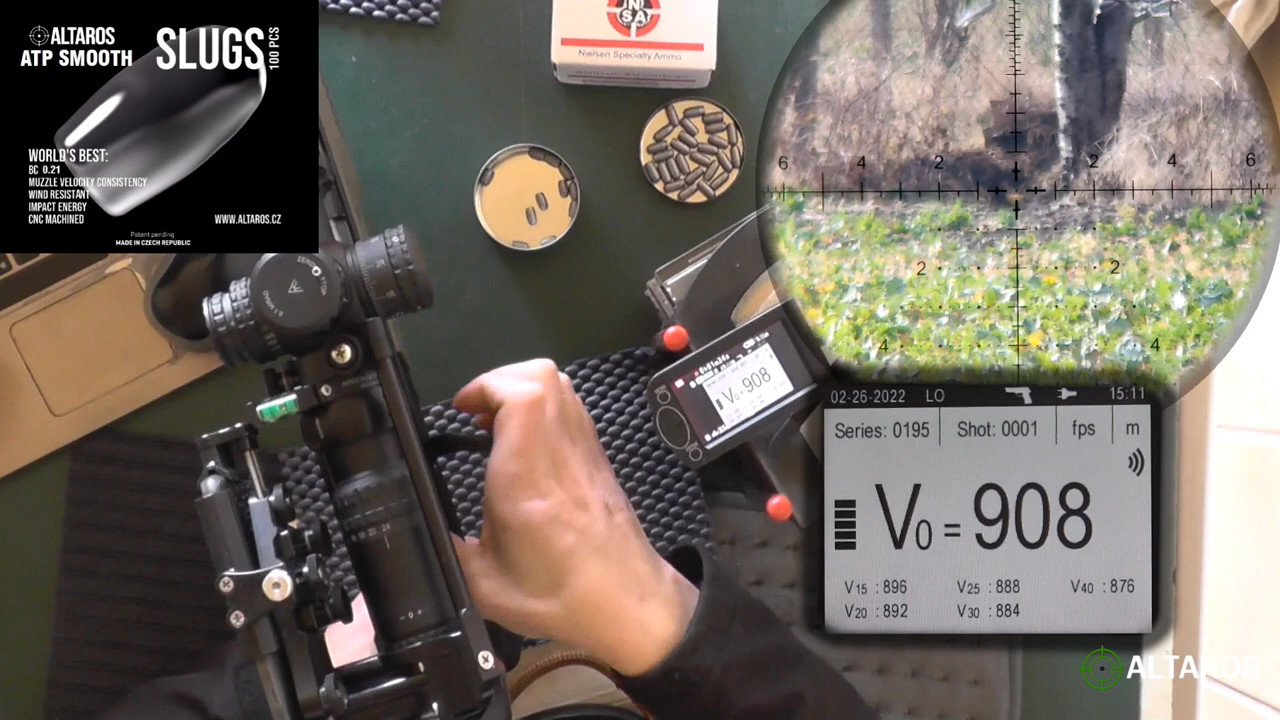 ALTAROS
ATP SMOOTH
SLUGS
100 PCS
WORLD'S BEST:
BC 0.21
MUZZLE VELOCITY CONSISTENCY
WIND RESISTANT
IMPACT ENERGY
CNC MACHINED
WWW.ALTAROS.CZ
Patent pending
MADE IN CZECH REPUBLIC
NSA
Nielsen Specialty Ammo
6 4 2 2 4 6
2 2
4 4
V0=908
02-26-2022 LO 15:11
Series: 0195 Shot: 0001 fps m
V0 = 908
V15 : 896 V25 : 888 V40 : 876
V20 : 892 V30 : 884
ALTAROS